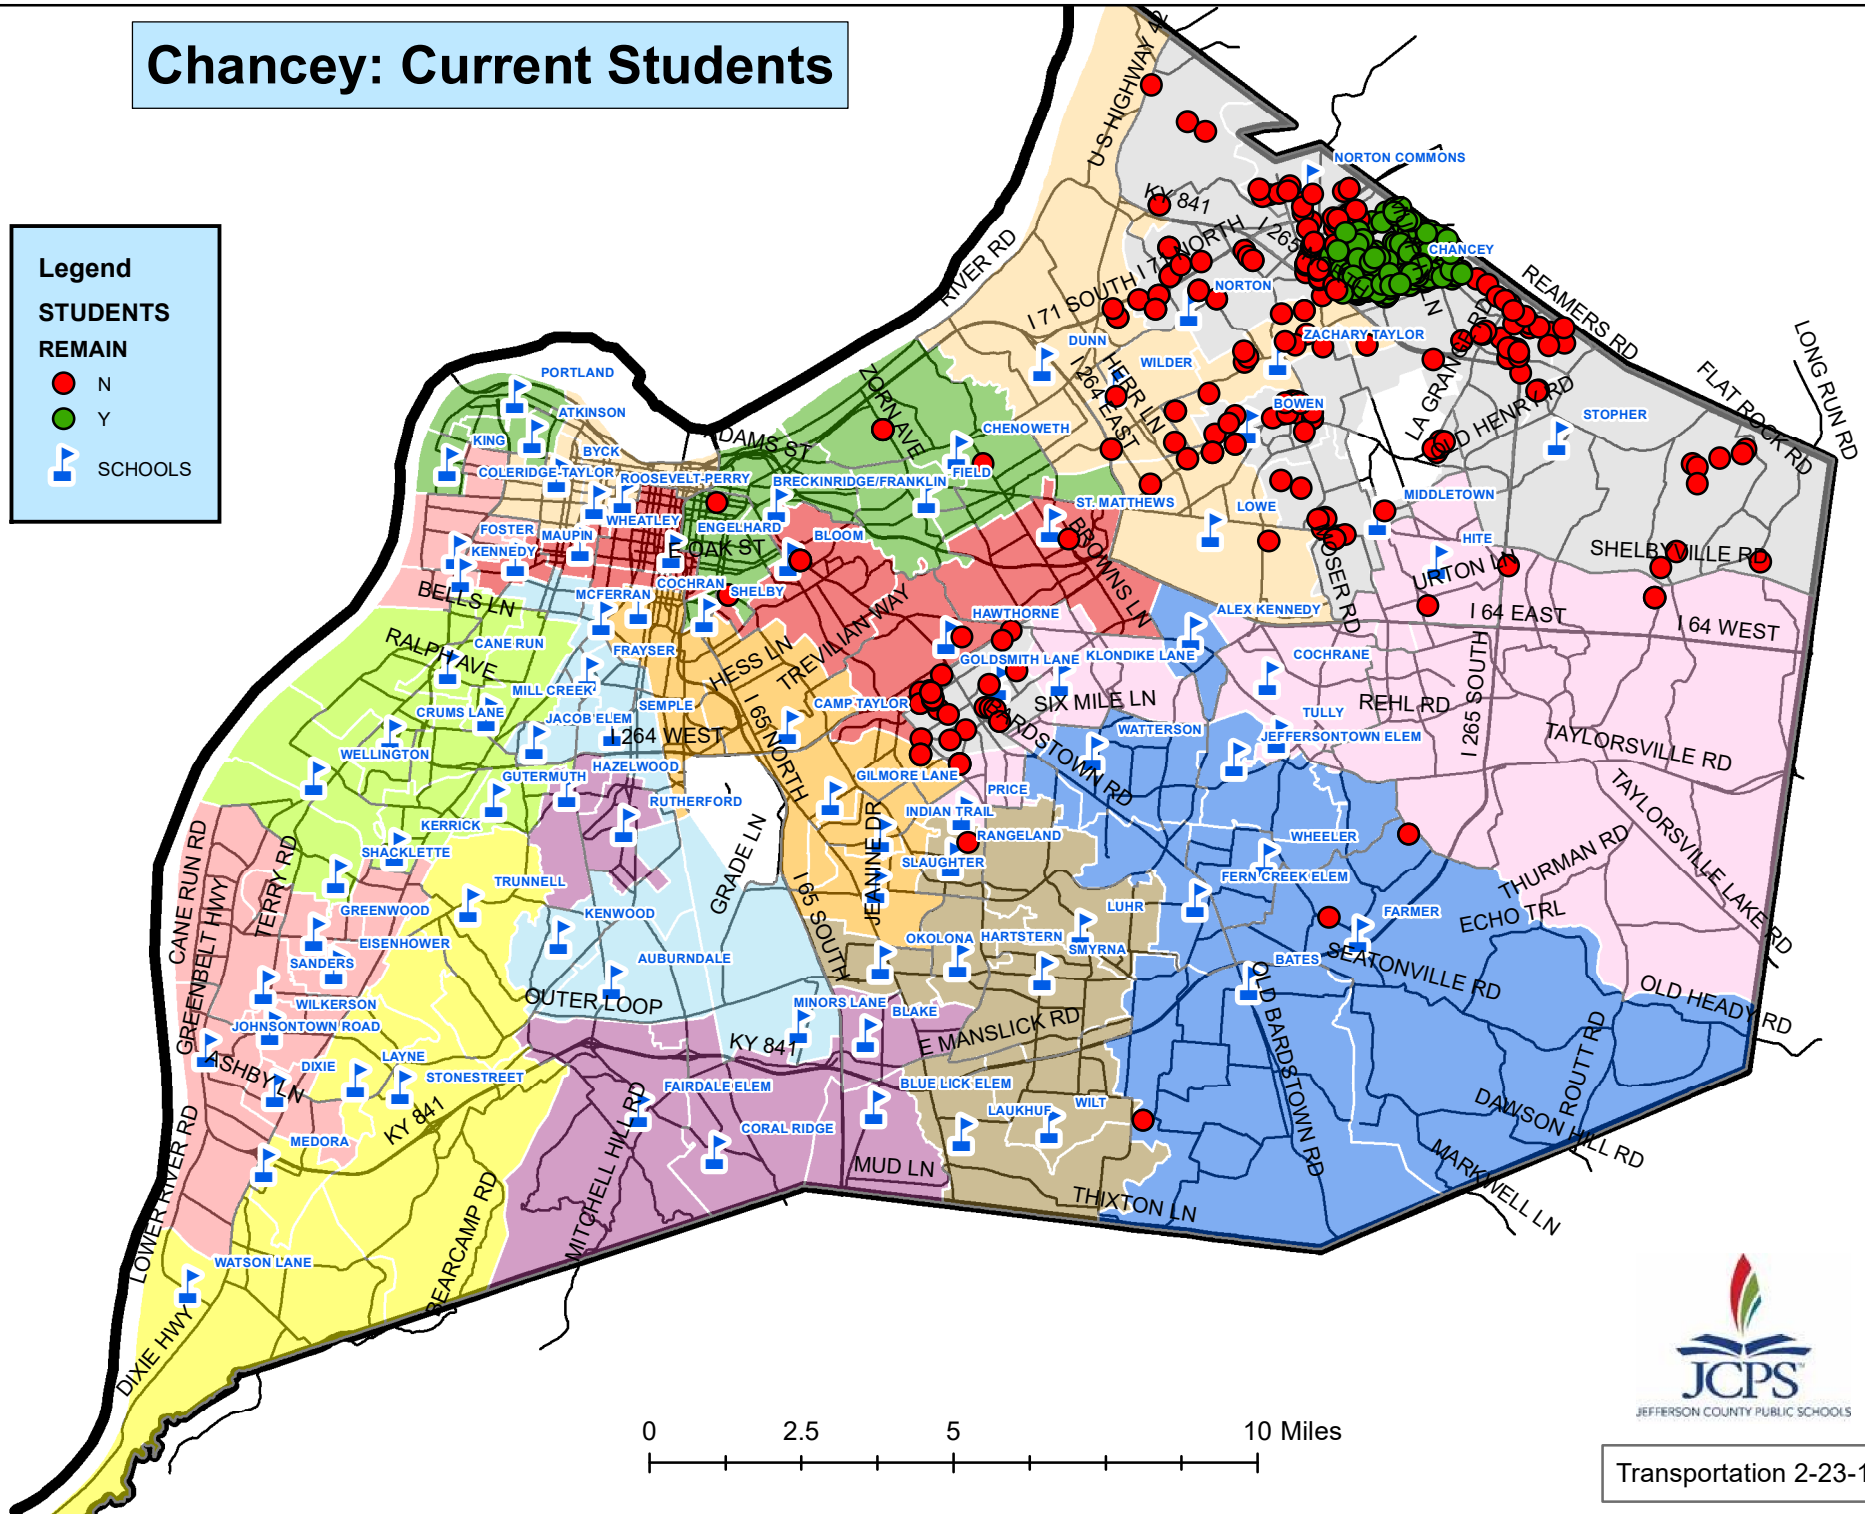 Chancey: Current Students
Legend
STUDENTS
REMAIN
N
Y
SCHOOLS
U S HIGHWAY 42
NORTON COMMONS
KY 841
I 265
CHANCEY
I 71 NORTH
RIVER RD
I 71 SOUTH
NORTON
LN
REAMERS RD
LONG RUN RD
DUNN
WILDER
ZACHARY TAYLOR
LA GRANGE RD
FLAT ROCK RD
I 264 EAST
HERR LN
PORTLAND
ZORN AVE
BOWEN
OLD HENRY RD
STOPHER
ATKINSON
KING
BYCK
ADAMS ST
CHENOWETH
COLERIDGE-TAYLOR
ROOSEVELT-PERRY
BRECKINRIDGE/FRANKLIN
FIELD
ST. MATTHEWS
LOWE
MIDDLETOWN
FOSTER
MAUPIN
WHEATLEY
ENGELHARD
BLOOM
BROWNS LN
HITE
KENNEDY
E OAK ST
MOSER RD
SHELBYVILLE RD
URTON LN
BELLS LN
MCFERRAN
COCHRAN
SHELBY
HAWTHORNE
ALEX KENNEDY
I 64 EAST
I 64 WEST
RALPH AVE
CANE RUN
FRAYSER
HESS LN
TREVILIAN WAY
GOLDSMITH LANE
KLONDIKE LANE
COCHRANE
MILL CREEK
SEMPLE
I 65 NORTH
CAMP TAYLOR
SIX MILE LN
REHL RD
I 265 SOUTH
CRUMS LANE
JACOB ELEM
I 264 WEST
BARDSTOWN RD
WATTERSON
TULLY
JEFFERSONTOWN ELEM
TAYLORSVILLE RD
WELLINGTON
GUTERMUTH
HAZELWOOD
GILMORE LANE
PRICE
RUTHERFORD
INDIAN TRAIL
KERRICK
RANGELAND
WHEELER
TAYLORSVILLE LAKE RD
SHACKLETTE
GRADE LN
JEANNINE DR
SLAUGHTER
THURMAN RD
CANE RUN RD
TERRY RD
TRUNNELL
FERN CREEK ELEM
GREENBELT HWY
GREENWOOD
KENWOOD
I 65 SOUTH
LUHR
FARMER
ECHO TRL
EISENHOWER
OKOLONA
HARTSTERN
SMYRNA
SANDERS
AUBURNDALE
BATES
SEATONVILLE RD
WILKERSON
OUTER LOOP
MINORS LANE
BLAKE
OLD HEADY RD
JOHNSONTOWN ROAD
KY 841
E MANSLICK RD
ROUTT RD
ASHBY LN
DIXIE
LAYNE
STONESTREET
FAIRDALE ELEM
BLUE LICK ELEM
OLD BARDSTOWN RD
KY 841
LAUKHUF
WILT
DAWSON HILL RD
LOWER RIVER RD
MEDORA
MITCHELL HILL RD
CORAL RIDGE
MARKWELL LN
MUD LN
BEARCAMP RD
THIXTON LN
WATSON LANE
DIXIE HWY
JCPS
JEFFERSON COUNTY PUBLIC SCHOOLS
0 2.5 5 10 Miles
Transportation 2-23-1